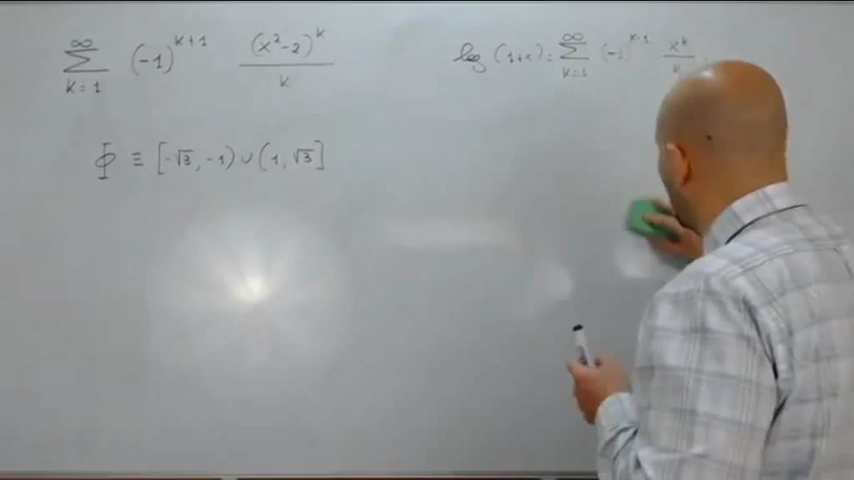 ∞ Σ k=1 (-1)^{k+1} (x²-2)^k / k
log (1+x) = ∞ Σ k=1 (-1)^{k-1} x^k / k
Φ ≡ [-√3, -1) ∪ (1, √3]